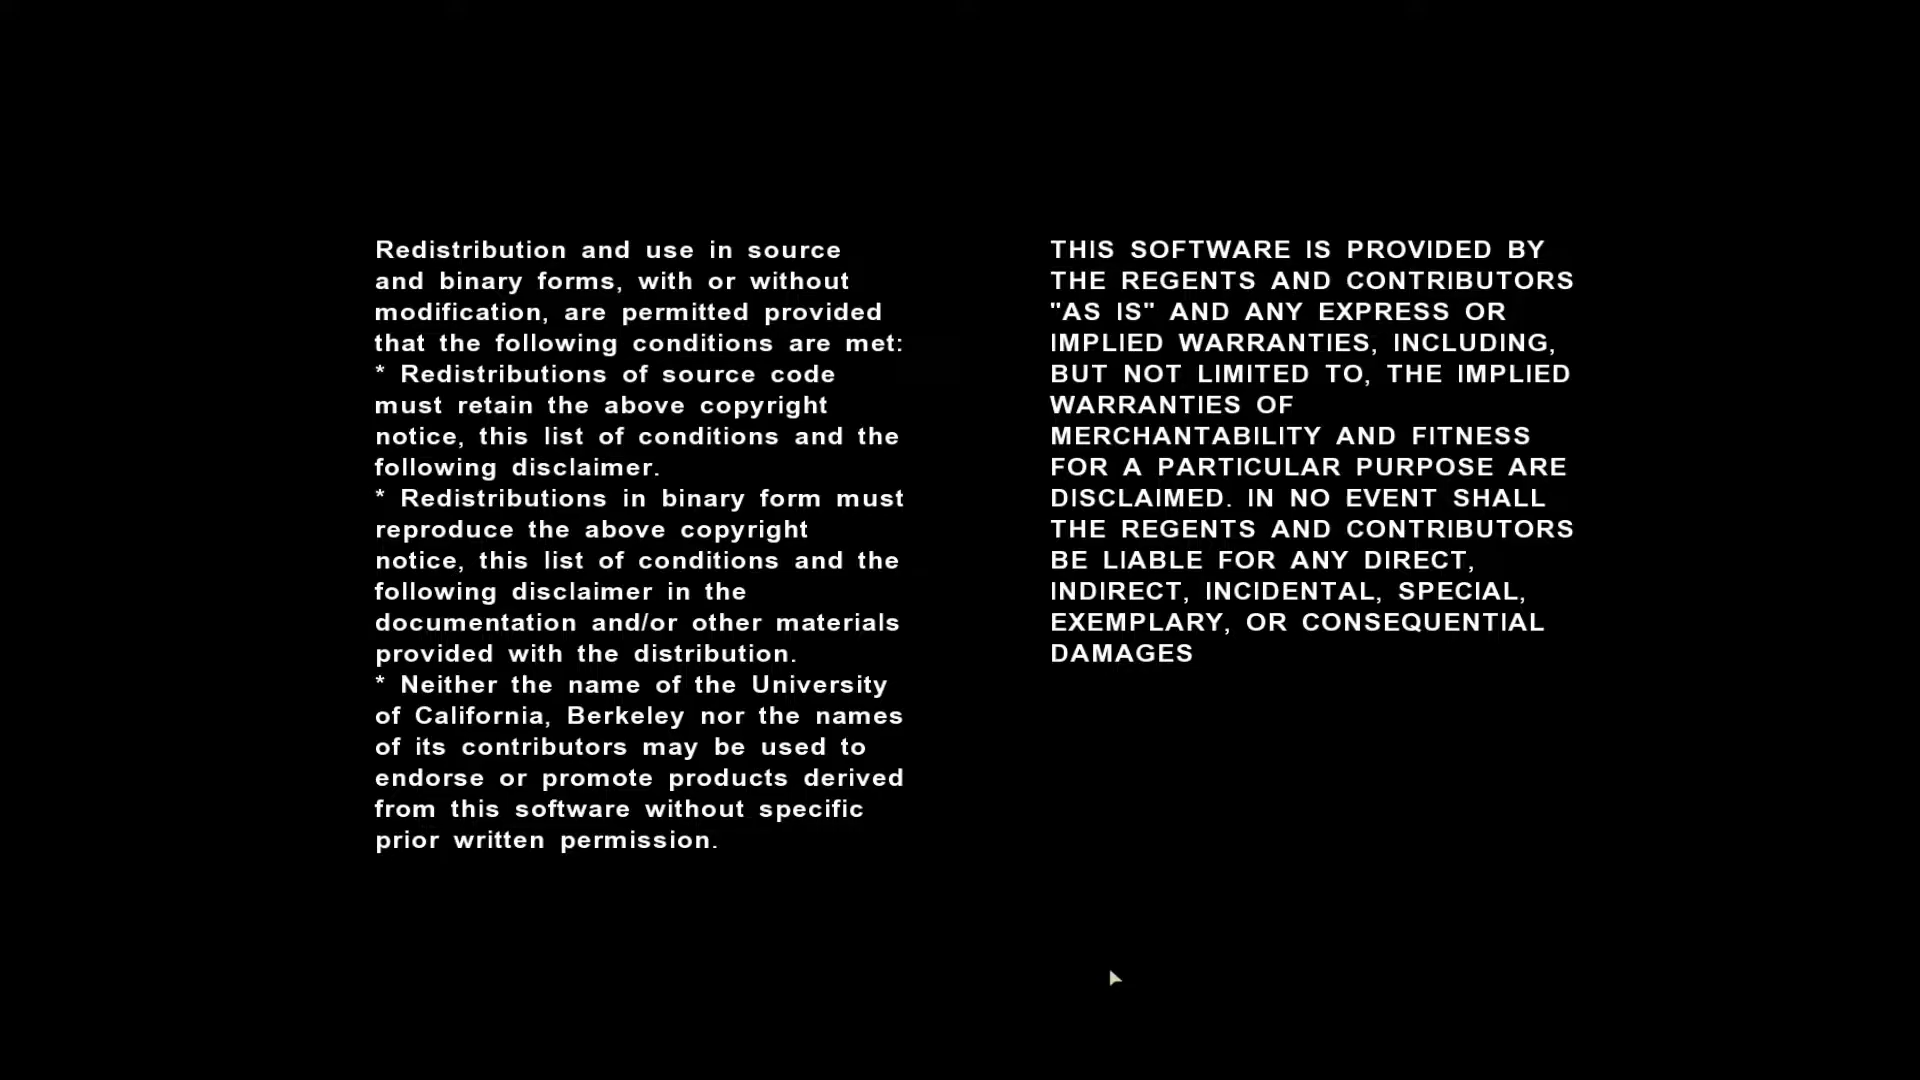 Redistribution and use in source
and binary forms, with or without
modification, are permitted provided
that the following conditions are met:
* Redistributions of source code
must retain the above copyright
notice, this list of conditions and the
following disclaimer.
* Redistributions in binary form must
reproduce the above copyright
notice, this list of conditions and the
following disclaimer in the
documentation and/or other materials
provided with the distribution.
* Neither the name of the University
of California, Berkeley nor the names
of its contributors may be used to
endorse or promote products derived
from this software without specific
prior written permission.
THIS SOFTWARE IS PROVIDED BY
THE REGENTS AND CONTRIBUTORS
"AS IS" AND ANY EXPRESS OR
IMPLIED WARRANTIES, INCLUDING,
BUT NOT LIMITED TO, THE IMPLIED
WARRANTIES OF
MERCHANTABILITY AND FITNESS
FOR A PARTICULAR PURPOSE ARE
DISCLAIMED. IN NO EVENT SHALL
THE REGENTS AND CONTRIBUTORS
BE LIABLE FOR ANY DIRECT,
INDIRECT, INCIDENTAL, SPECIAL,
EXEMPLARY, OR CONSEQUENTIAL
DAMAGES